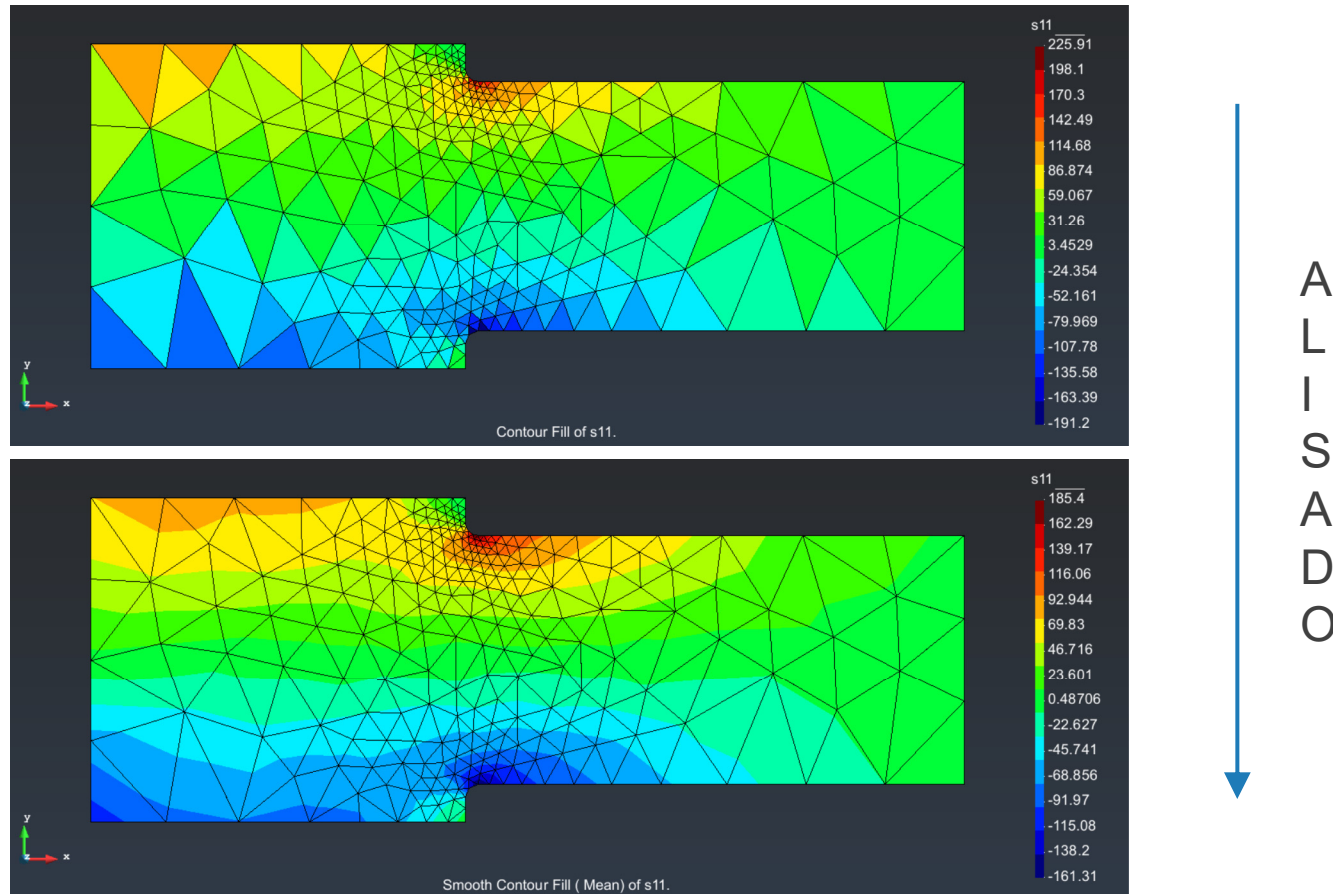 s11
225.91
198.1
170.3
142.49
114.68
86.874
59.067
31.26
3.4529
-24.354
-52.161
-79.969
-107.78
-135.58
-163.39
-191.2
y
z
x
Contour Fill of s11.
s11
185.4
162.29
139.17
116.06
92.944
69.83
46.716
23.601
0.48706
-22.627
-45.741
-68.856
-91.97
-115.08
-138.2
-161.31
y
z
x
Smooth Contour Fill ( Mean) of s11.
A
L
I
S
A
D
O